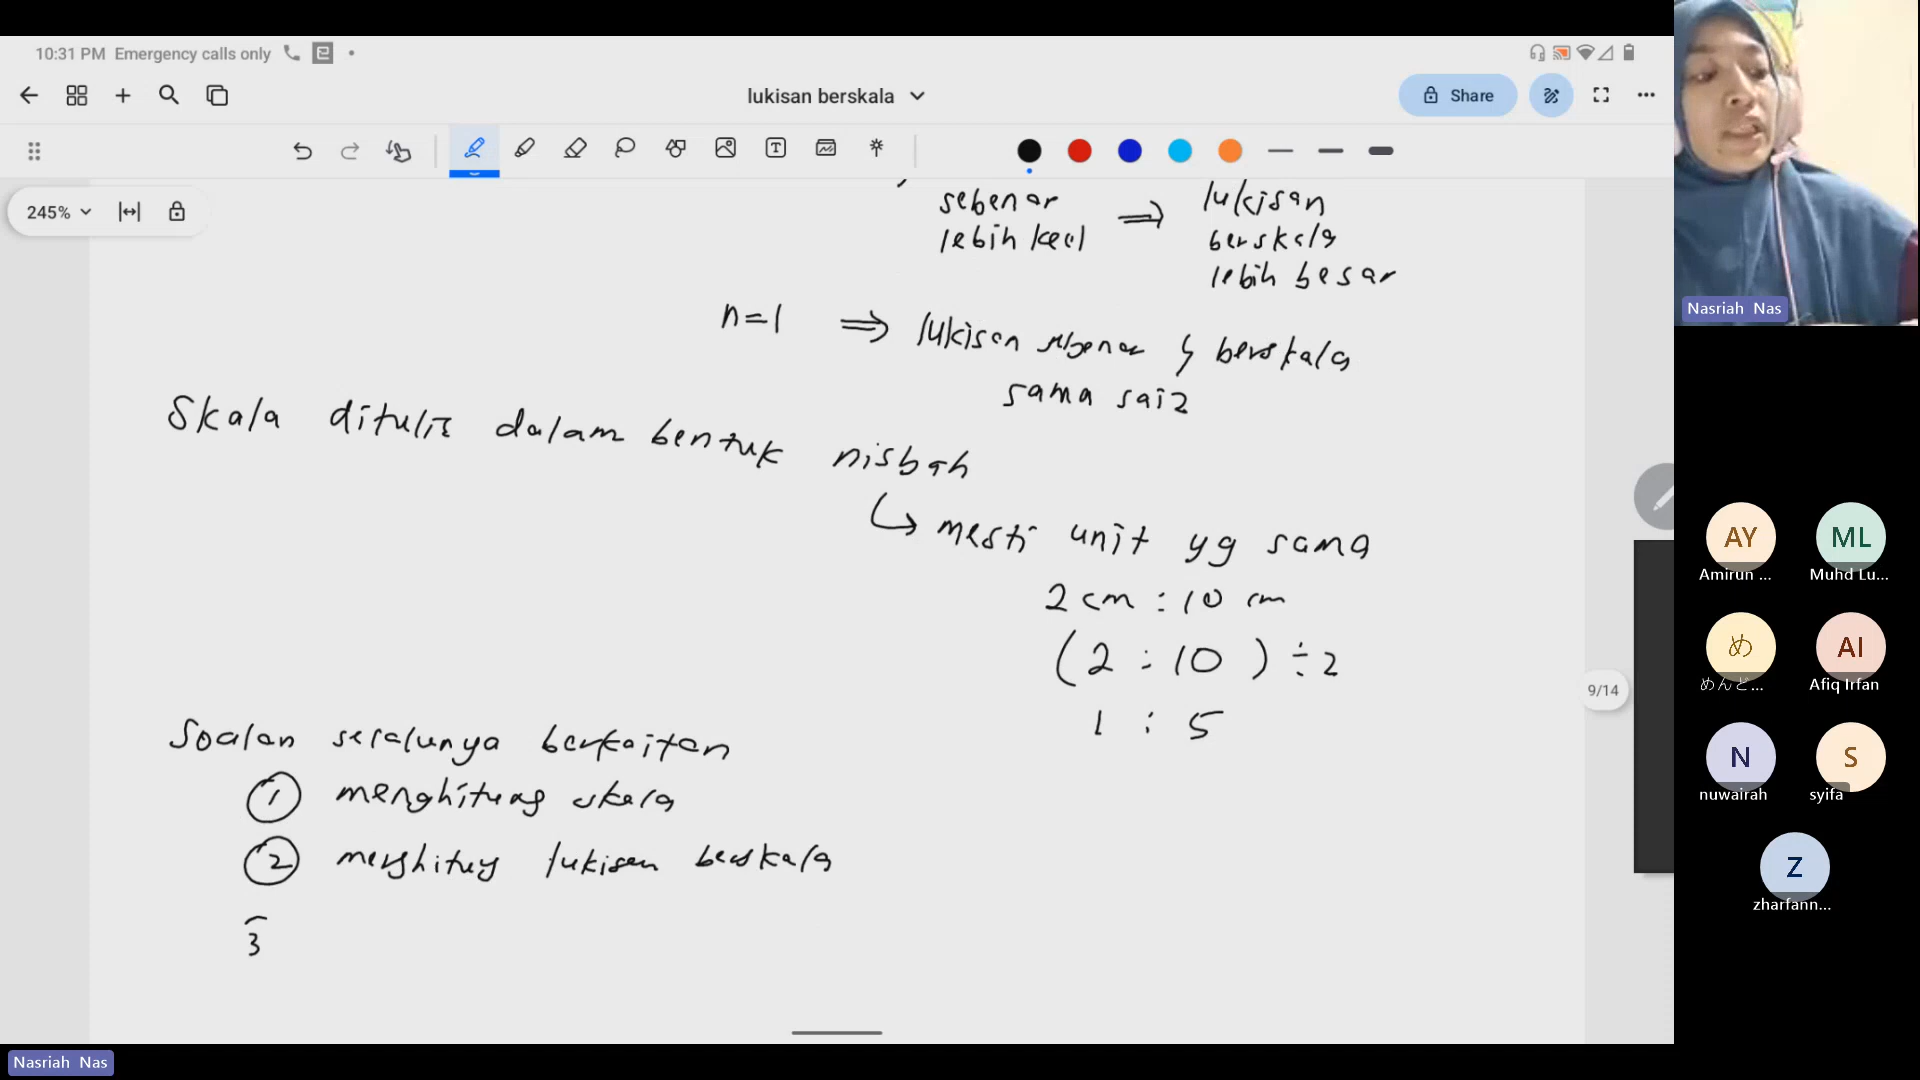 10:31 PM Emergency calls only
lukisan berskala
Share
245%
sebenar
lebih kecil
⇒
lukisan
berskala
lebih besar
n=1 ⇒ lukisan sebenar & berskala
sama saiz
Skala ditulis dalam bentuk nisbah
↳ mesti unit yg sama
2 cm : 10 cm
(2 : 10) ÷ 2
1 : 5
Soalan selalunya berkaitan
① menghitung skala
② menghitung lukisan berskala
3
9/14
Nasriah Nas
AY
Amirun ...
ML
Muhd Lu...
め
めんど...
AI
Afiq Irfan
N
nuwairah
S
syifa
Z
zharfann...
Nasriah Nas